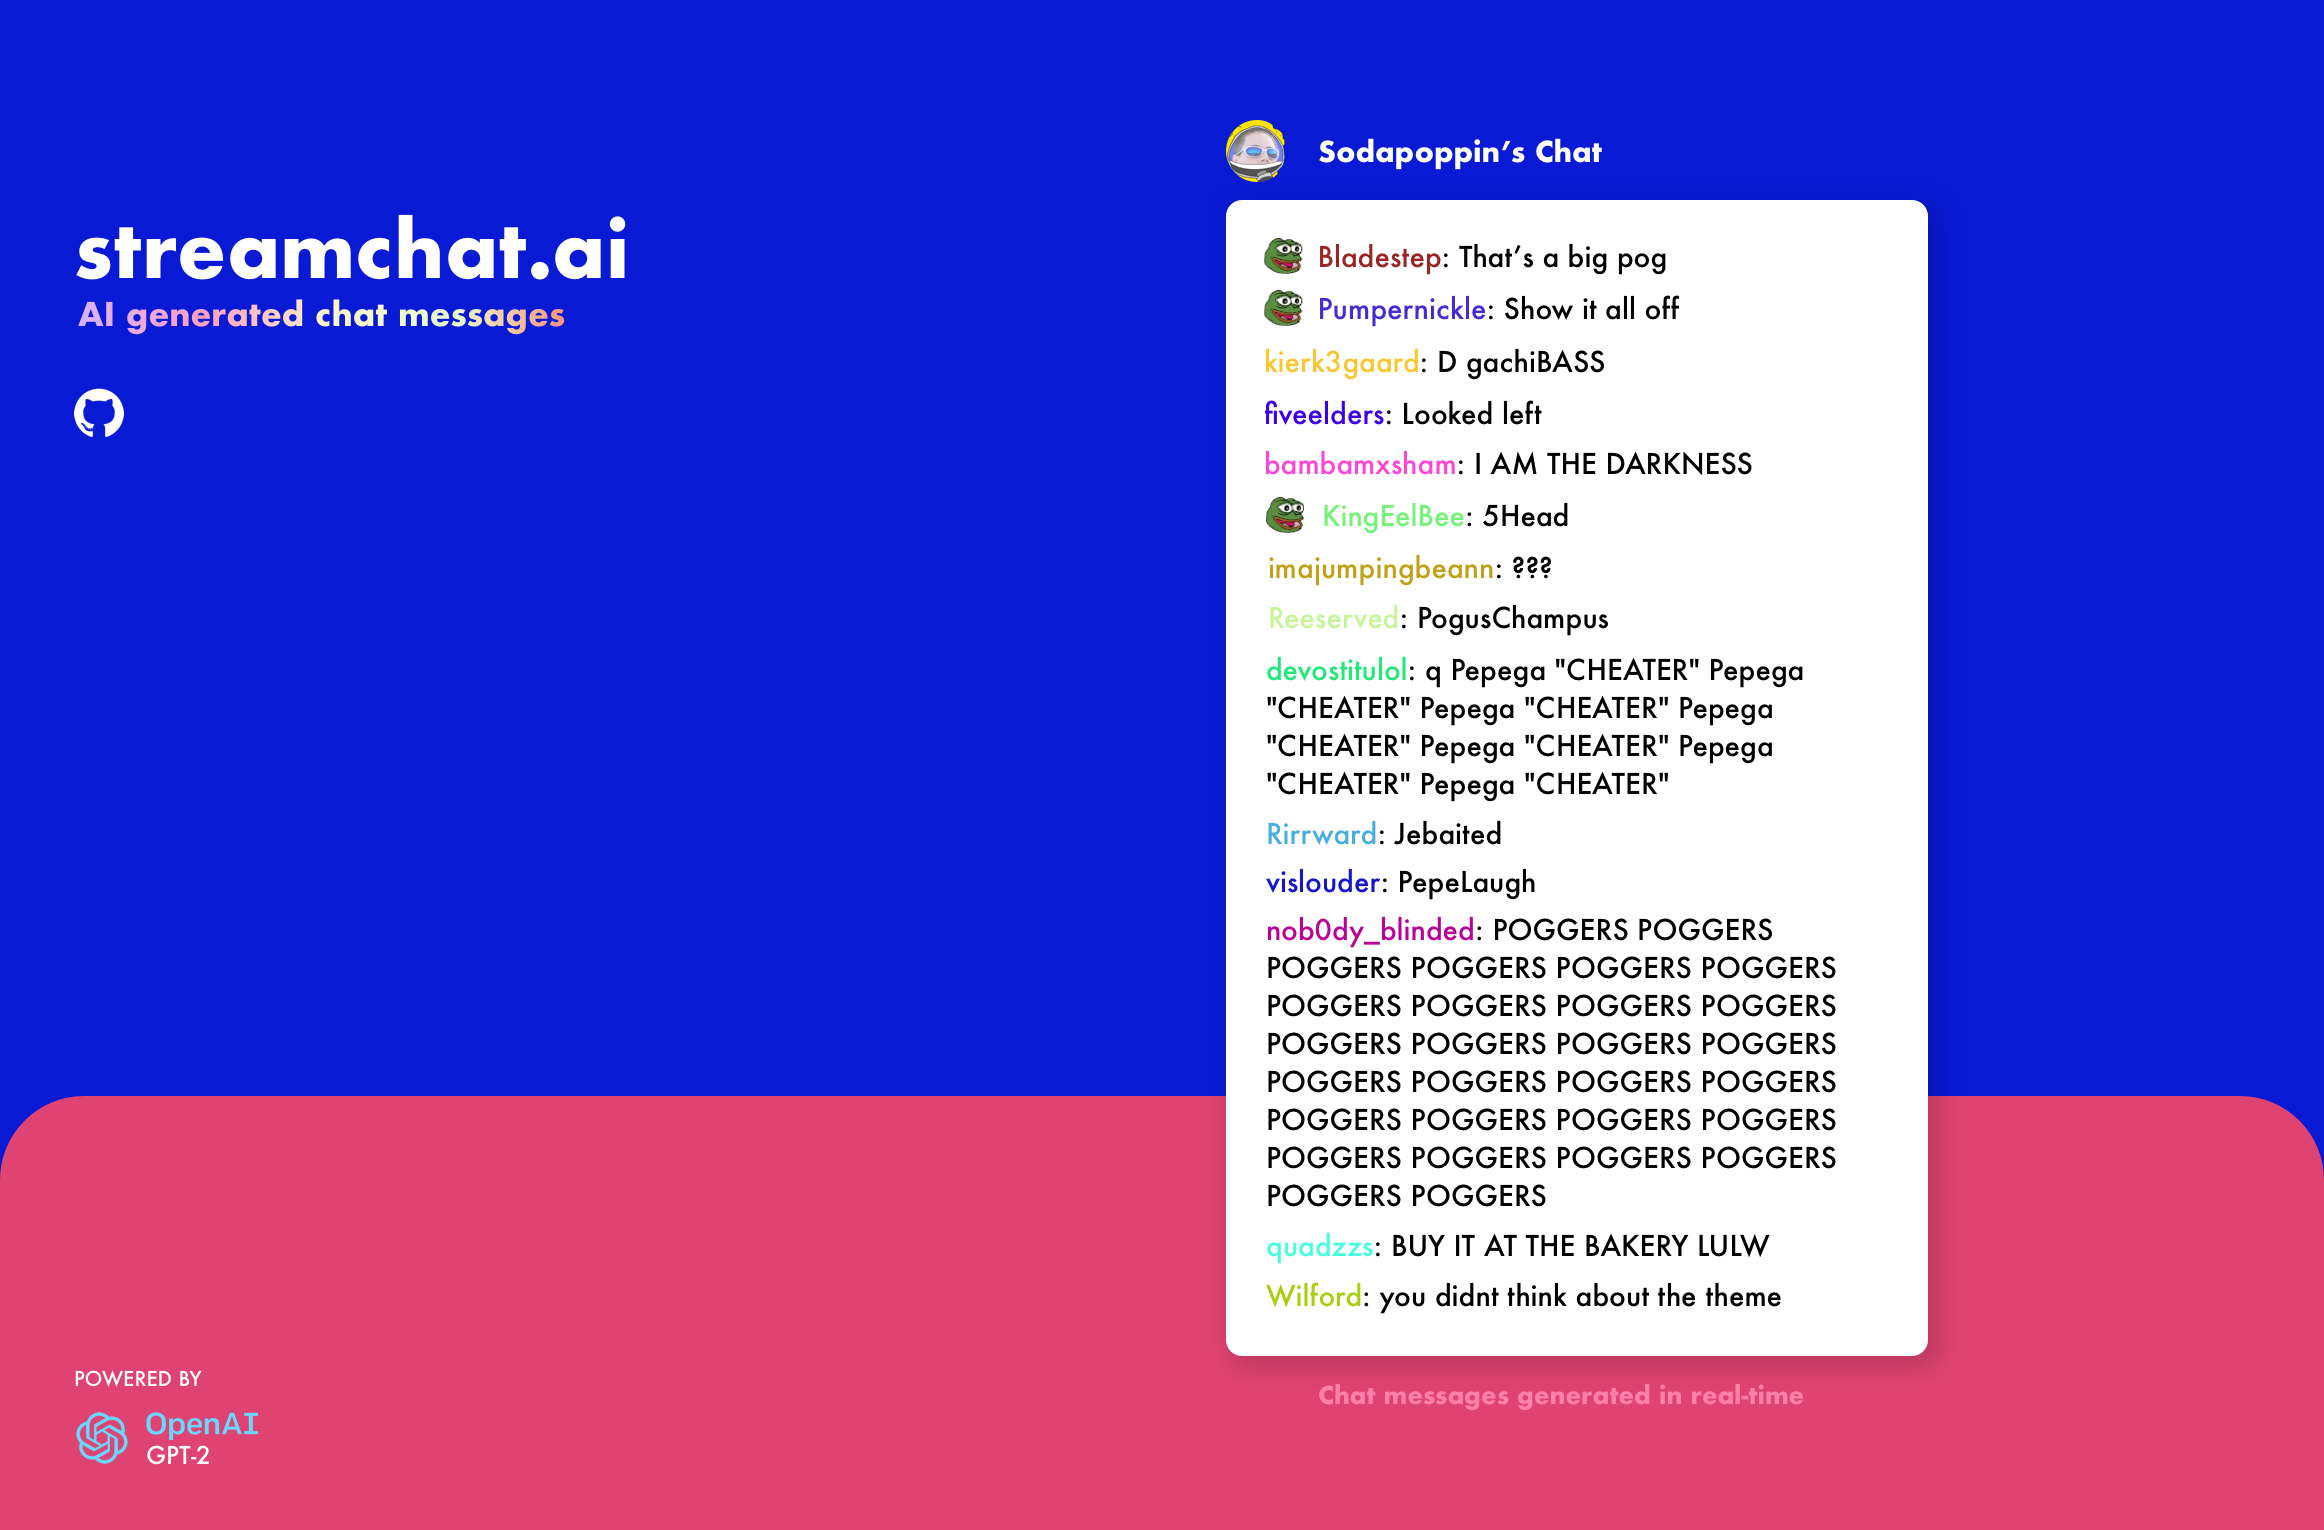 streamchat.ai
AI generated chat messages
Sodapoppin’s Chat
Bladestep: That’s a big pog
Pumpernickle: Show it all off
kierk3gaard: D gachiBASS
fiveelders: Looked left
bambamxsham: I AM THE DARKNESS
KingEelBee: 5Head
imajumpingbeann: ???
Reeserved: PogusChampus
devostitulol: q Pepega "CHEATER" Pepega
"CHEATER" Pepega "CHEATER" Pepega
"CHEATER" Pepega "CHEATER" Pepega
"CHEATER" Pepega "CHEATER"
Rirrward: Jebaited
vislouder: PepeLaugh
nob0dy_blinded: POGGERS POGGERS
POGGERS POGGERS POGGERS POGGERS
POGGERS POGGERS POGGERS POGGERS
POGGERS POGGERS POGGERS POGGERS
POGGERS POGGERS POGGERS POGGERS
POGGERS POGGERS POGGERS POGGERS
POGGERS POGGERS POGGERS POGGERS
POGGERS POGGERS
quadzzs: BUY IT AT THE BAKERY LULW
Wilford: you didnt think about the theme
Chat messages generated in real-time
POWERED BY
OpenAI
GPT-2